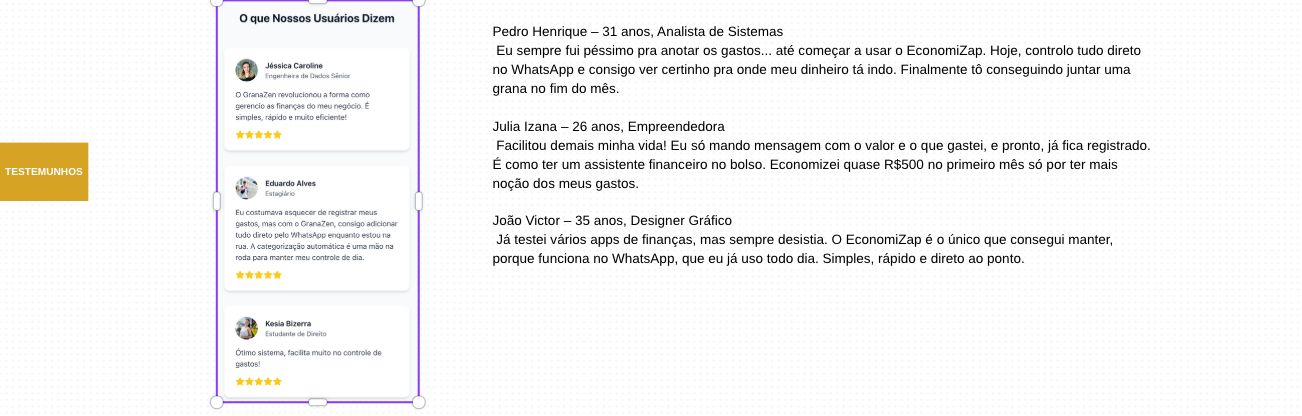 TESTEMUNHOS
O que Nossos Usuários Dizem
Jéssica Caroline
Engenheira de Dados Sênior
O GranaZen revolucionou a forma como
gerencio as finanças do meu negócio. É
simples, rápido e muito eficiente!
Eduardo Alves
Estagiário
Eu costumava esquecer de registrar meus
gastos, mas com o GranaZen, consigo adicionar
tudo direto pelo WhatsApp enquanto estou na
rua. A categorização automática é uma mão na
roda para manter meu controle de dia.
Kesia Bizerra
Estudante de Direito
Ótimo sistema, facilita muito no controle de
gastos!
Pedro Henrique – 31 anos, Analista de Sistemas
Eu sempre fui péssimo pra anotar os gastos... até começar a usar o EconomiZap. Hoje, controlo tudo direto
no WhatsApp e consigo ver certinho pra onde meu dinheiro tá indo. Finalmente tô conseguindo juntar uma
grana no fim do mês.
Julia Izana – 26 anos, Empreendedora
Facilitou demais minha vida! Eu só mando mensagem com o valor e o que gastei, e pronto, já fica registrado.
É como ter um assistente financeiro no bolso. Economizei quase R$500 no primeiro mês só por ter mais
noção dos meus gastos.
João Victor – 35 anos, Designer Gráfico
Já testei vários apps de finanças, mas sempre desistia. O EconomiZap é o único que consegui manter,
porque funciona no WhatsApp, que eu já uso todo dia. Simples, rápido e direto ao ponto.